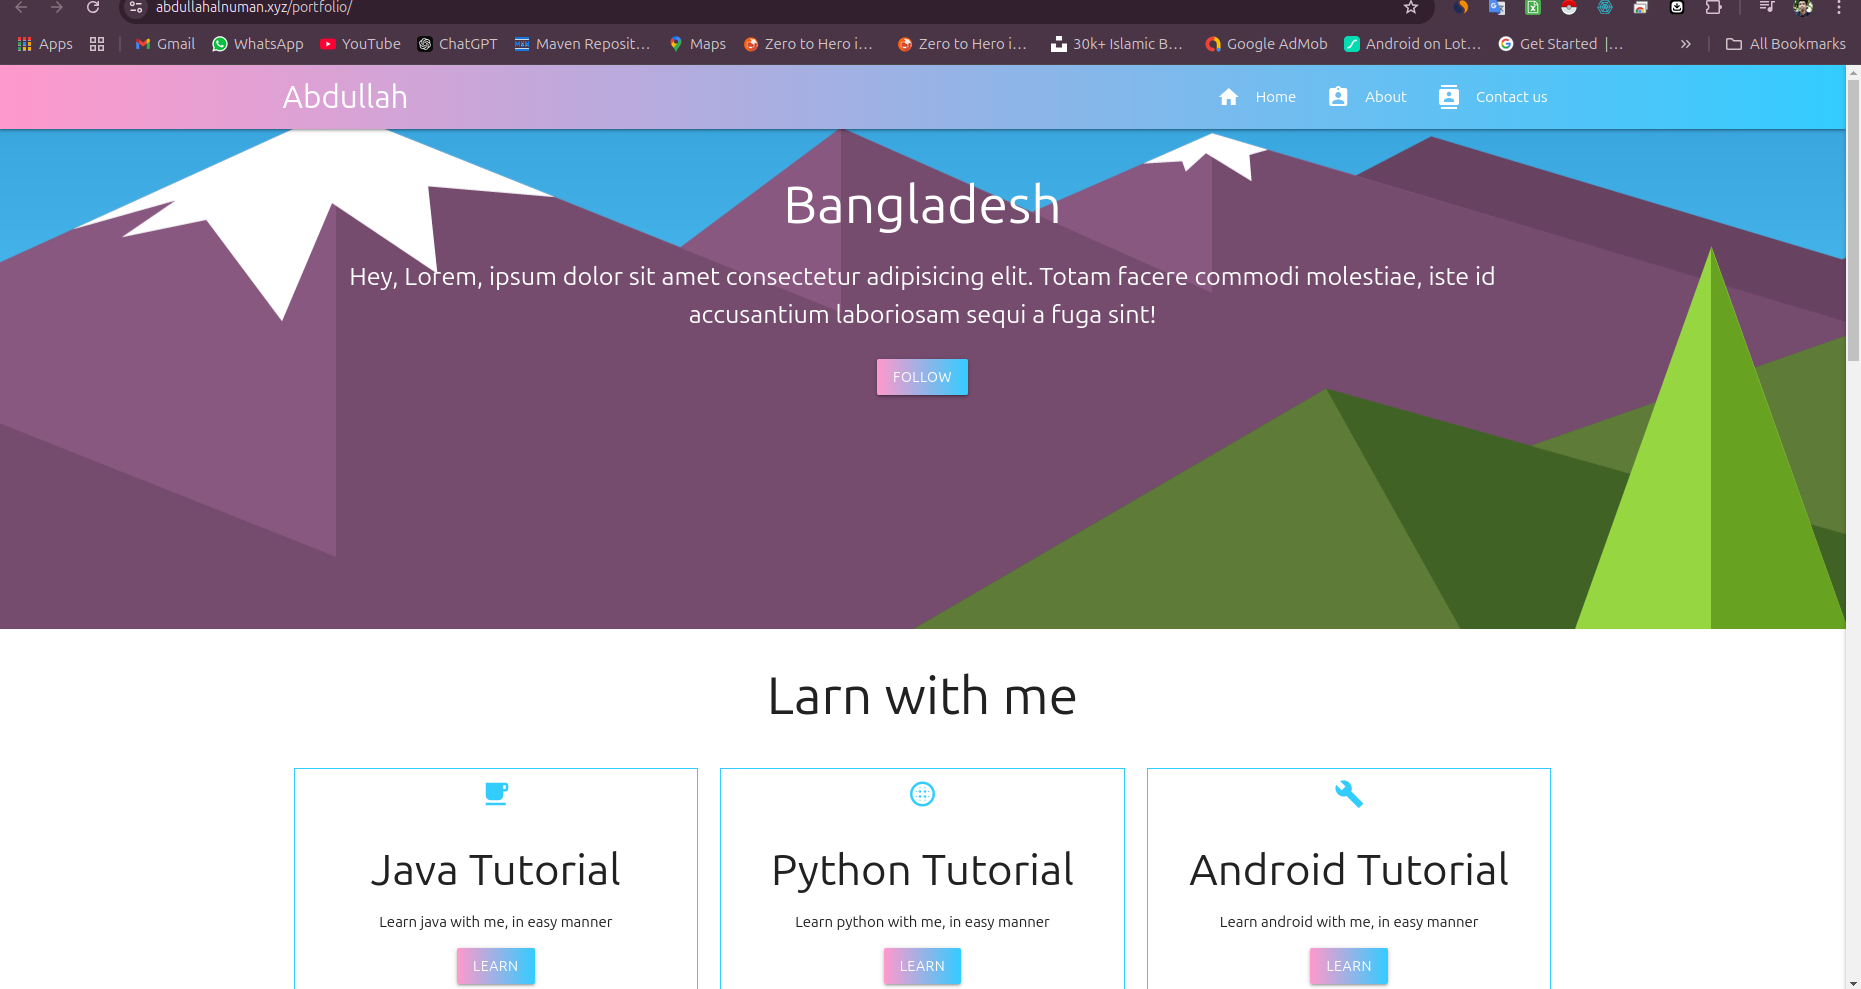 abdullahalnuman.xyz/portfolio/
Apps Gmail WhatsApp YouTube ChatGPT Maven Reposit... Maps Zero to Hero i... Zero to Hero i... 30k+ Islamic B... Google AdMob Android on Lot... Get Started |... » All Bookmarks
Abdullah Home About Contact us
Bangladesh
Hey, Lorem, ipsum dolor sit amet consectetur adipisicing elit. Totam facere commodi molestiae, iste id
accusantium laboriosam sequi a fuga sint!
FOLLOW
Larn with me
Java Tutorial
Learn java with me, in easy manner
LEARN
Python Tutorial
Learn python with me, in easy manner
LEARN
Android Tutorial
Learn android with me, in easy manner
LEARN